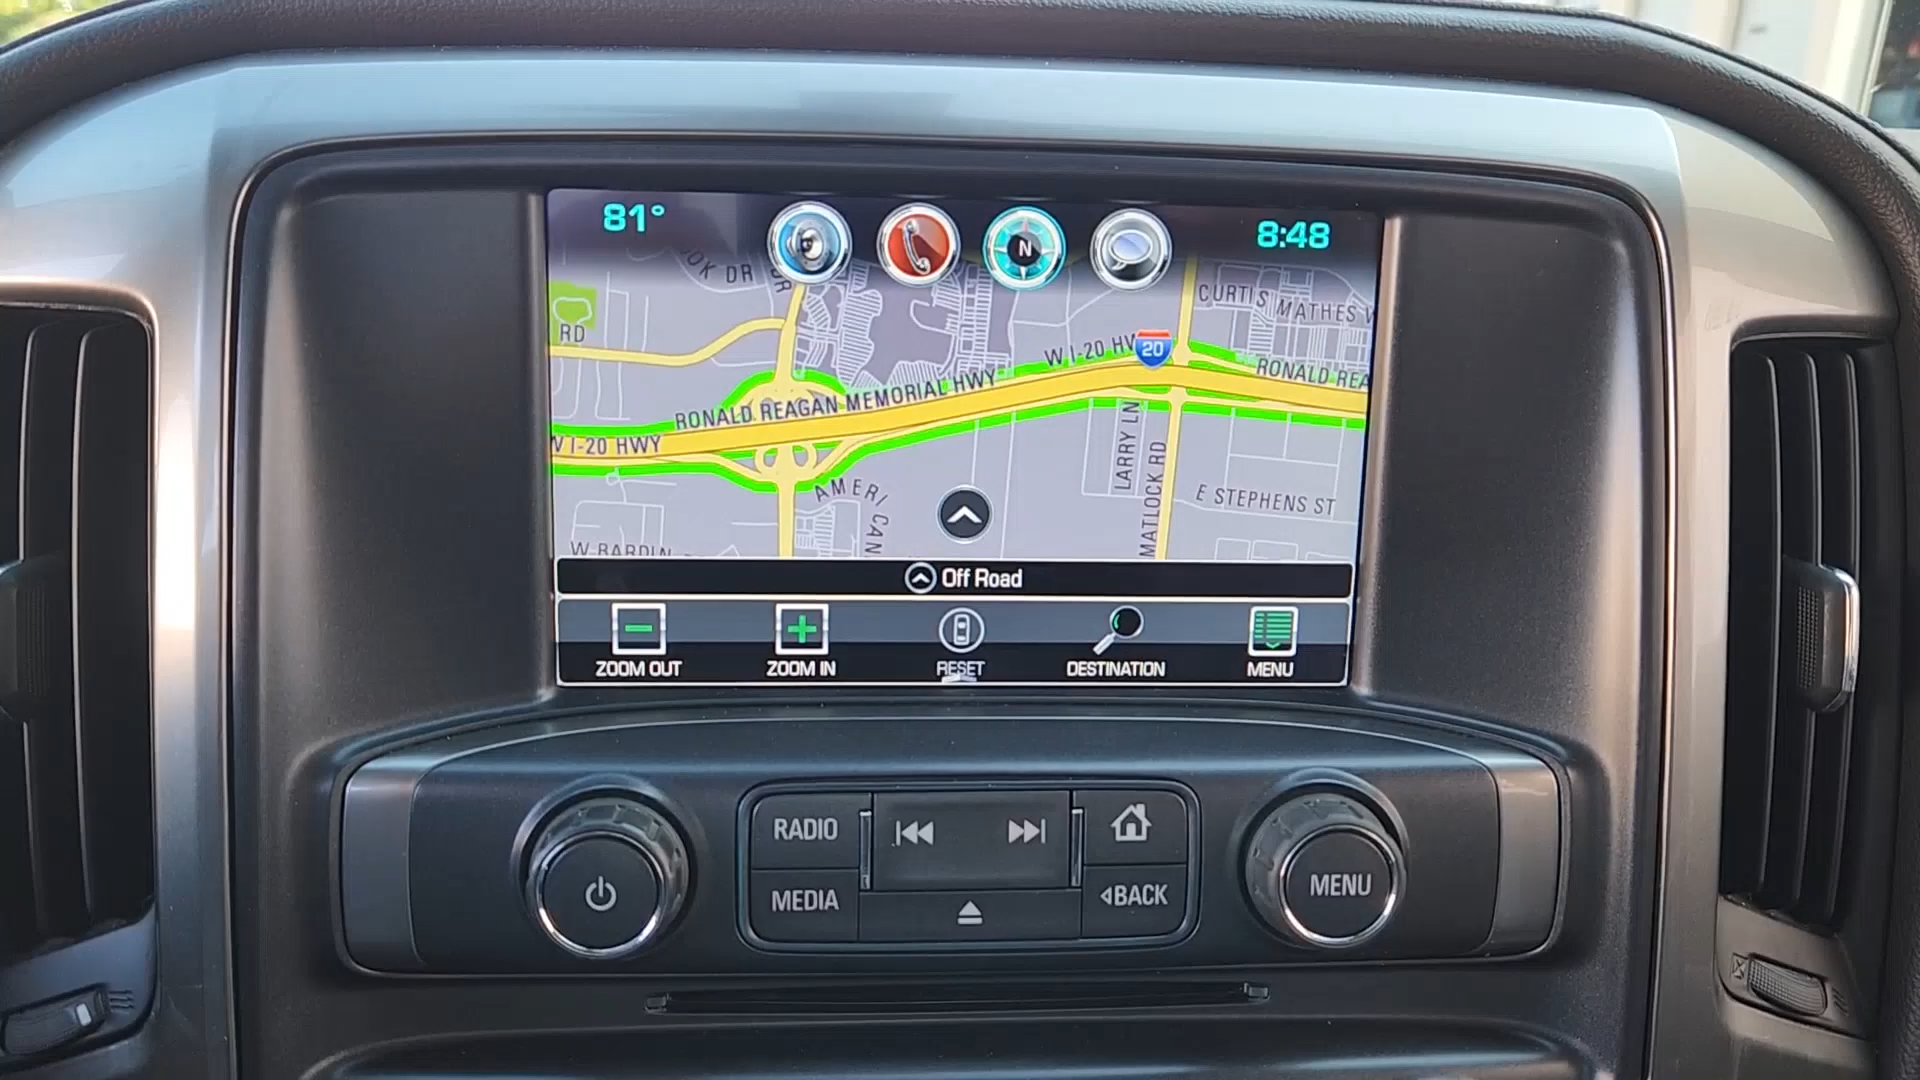 81°
N
8:48
OK DR
DR
CURTIS MATHES
RD
W I-20 HW
20
RONALD REA
RONALD REAGAN MEMORIAL HWY
W I-20 HWY
LARRY LN
MATLOCK RD
AMERICAN
E STEPHENS ST
W BARDIN
Off Road
ZOOM OUT
ZOOM IN
RESET
DESTINATION
MENU
RADIO
MEDIA
BACK
MENU